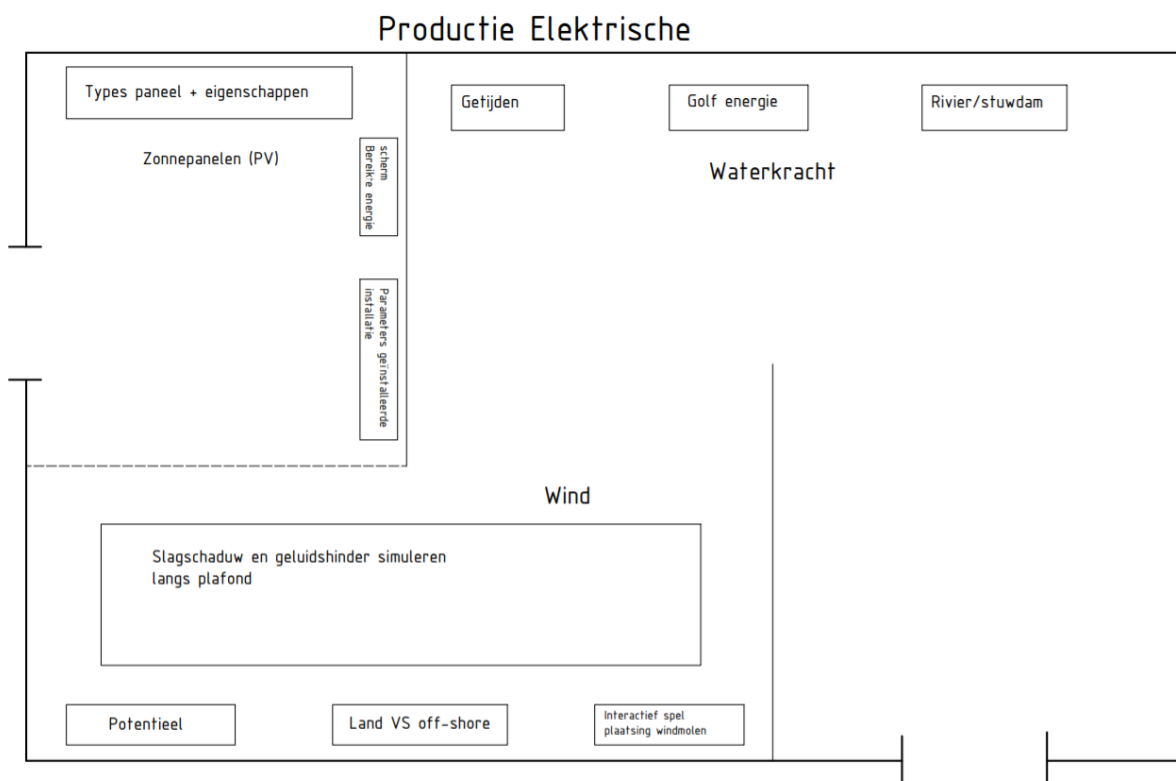 Productie Elektrische
Types paneel + eigenschappen
Zonnepanelen (PV)
scherm
Bereik'e energie
Parameters geïnstalleerde
installatie
Getijden
Golf energie
Rivier/stuwdam
Waterkracht
Wind
Slagschaduw en geluidshinder simuleren
langs plafond
Potentieel
Land VS off-shore
Interactief spel
plaatsing windmolen